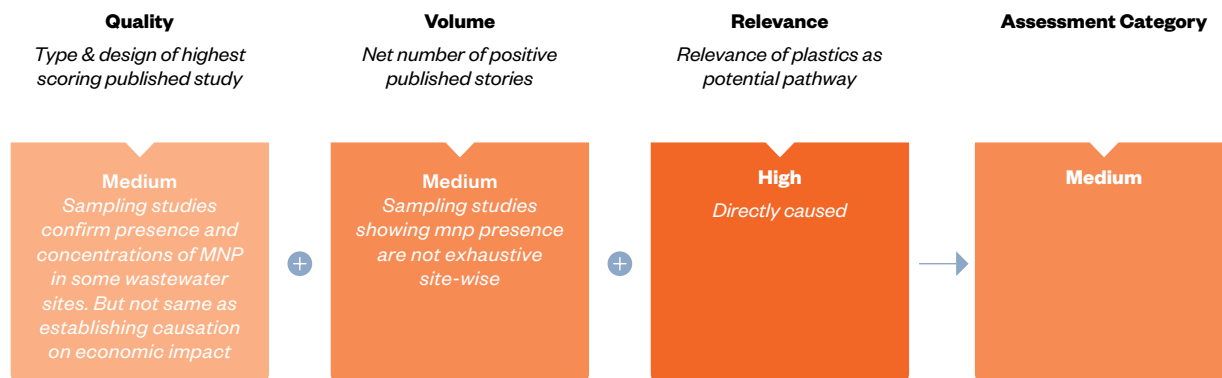 Quality
Type & design of highest
scoring published study
Volume
Net number of positive
published stories
Relevance
Relevance of plastics as
potential pathway
Assessment Category
Medium
Sampling studies
confirm presence and
concentrations of MNP
in some wastewater
sites. But not same as
establishing causation
on economic impact
+
Medium
Sampling studies
showing mnp presence
are not exhaustive
site-wise
+
High
Directly caused
Medium